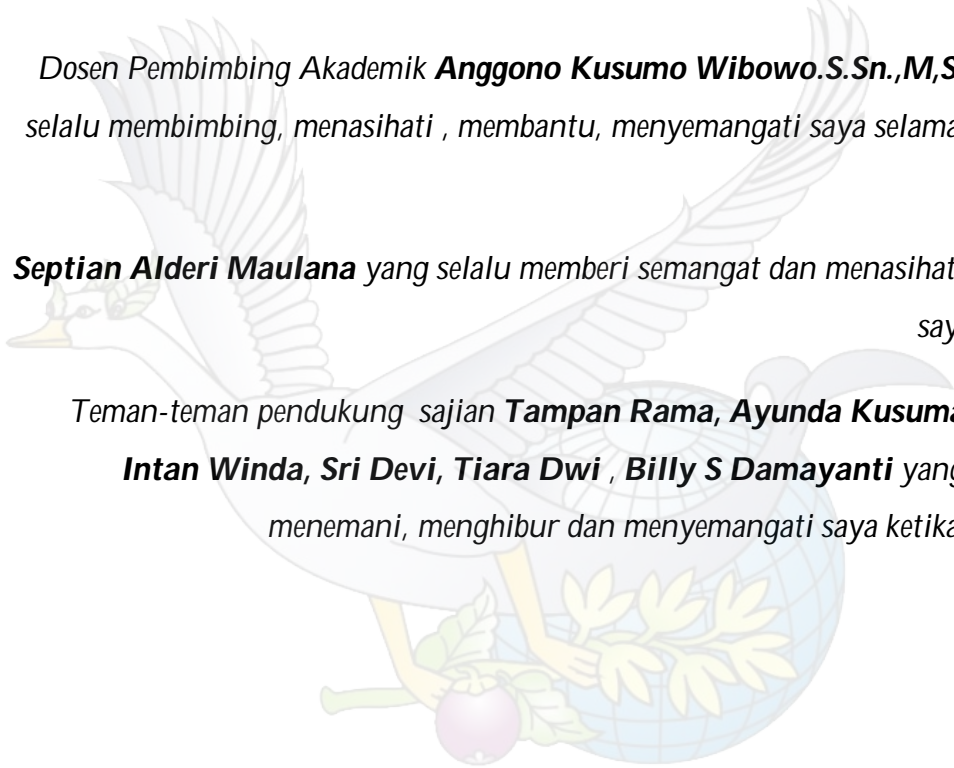 Dosen Pembimbing Akademik Anggono Kusumo Wibowo.S.Sn.,M,S
selalu membimbing, menasihati , membantu, menyemangati saya selama
Septian Alderi Maulana yang selalu memberi semangat dan menasihat
say
Teman-teman pendukung sajian Tampan Rama, Ayunda Kusuma
Intan Winda, Sri Devi, Tiara Dwi , Billy S Damayanti yang
menemani, menghibur dan menyemangati saya ketika